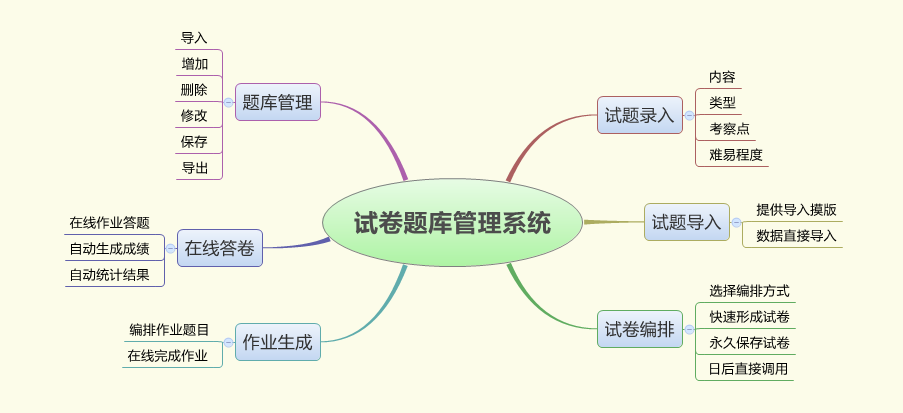 试卷题库管理系统
试题录入
内容
类型
考察点
难易程度
试题导入
提供导入摸版
数据直接导入
试卷编排
选择编排方式
快速形成试卷
永久保存试卷
日后直接调用
题库管理
导入
增加
删除
修改
保存
导出
在线答卷
在线作业答题
自动生成成绩
自动统计结果
作业生成
编排作业题目
在线完成作业